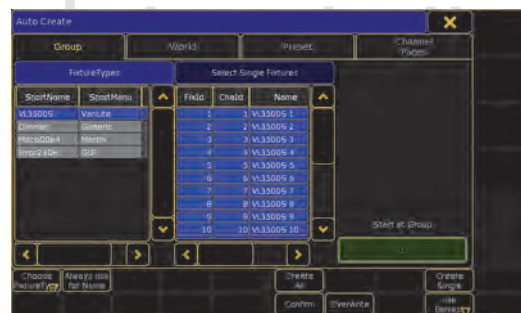 Auto Create
Group World Preset Channel Pages
FixtureTypes Select Single Fixtures
ShortName ShortManu FixId ChaId Name
VL3500S Varilite 1 1 VL3500S 1
Dimmer Generic 2 2 VL3500S 2
Martin 3 3 VL3500S 3
4 4 VL3500S 4
5 5 VL3500S 5
6 6 VL3500S 6
7 7 VL3500S 7
8 8 VL3500S 8
9 9 VL3500S 9
10 10 VL3500S 10
Start at Group
1
Choose FixtureType Always ask for Name Create All Create Single
Confirm Overwrite Use